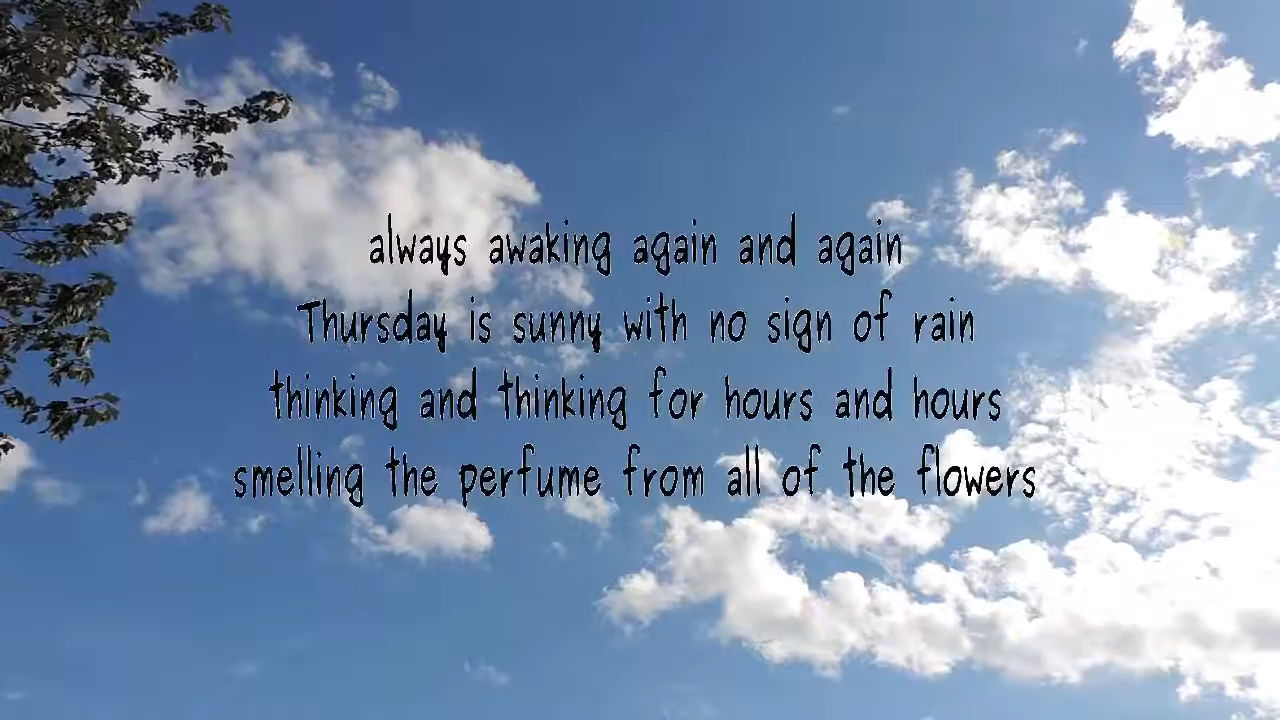 always awaking again and again
Thursday is sunny with no sign of rain
thinking and thinking for hours and hours
smelling the perfume from all of the flowers